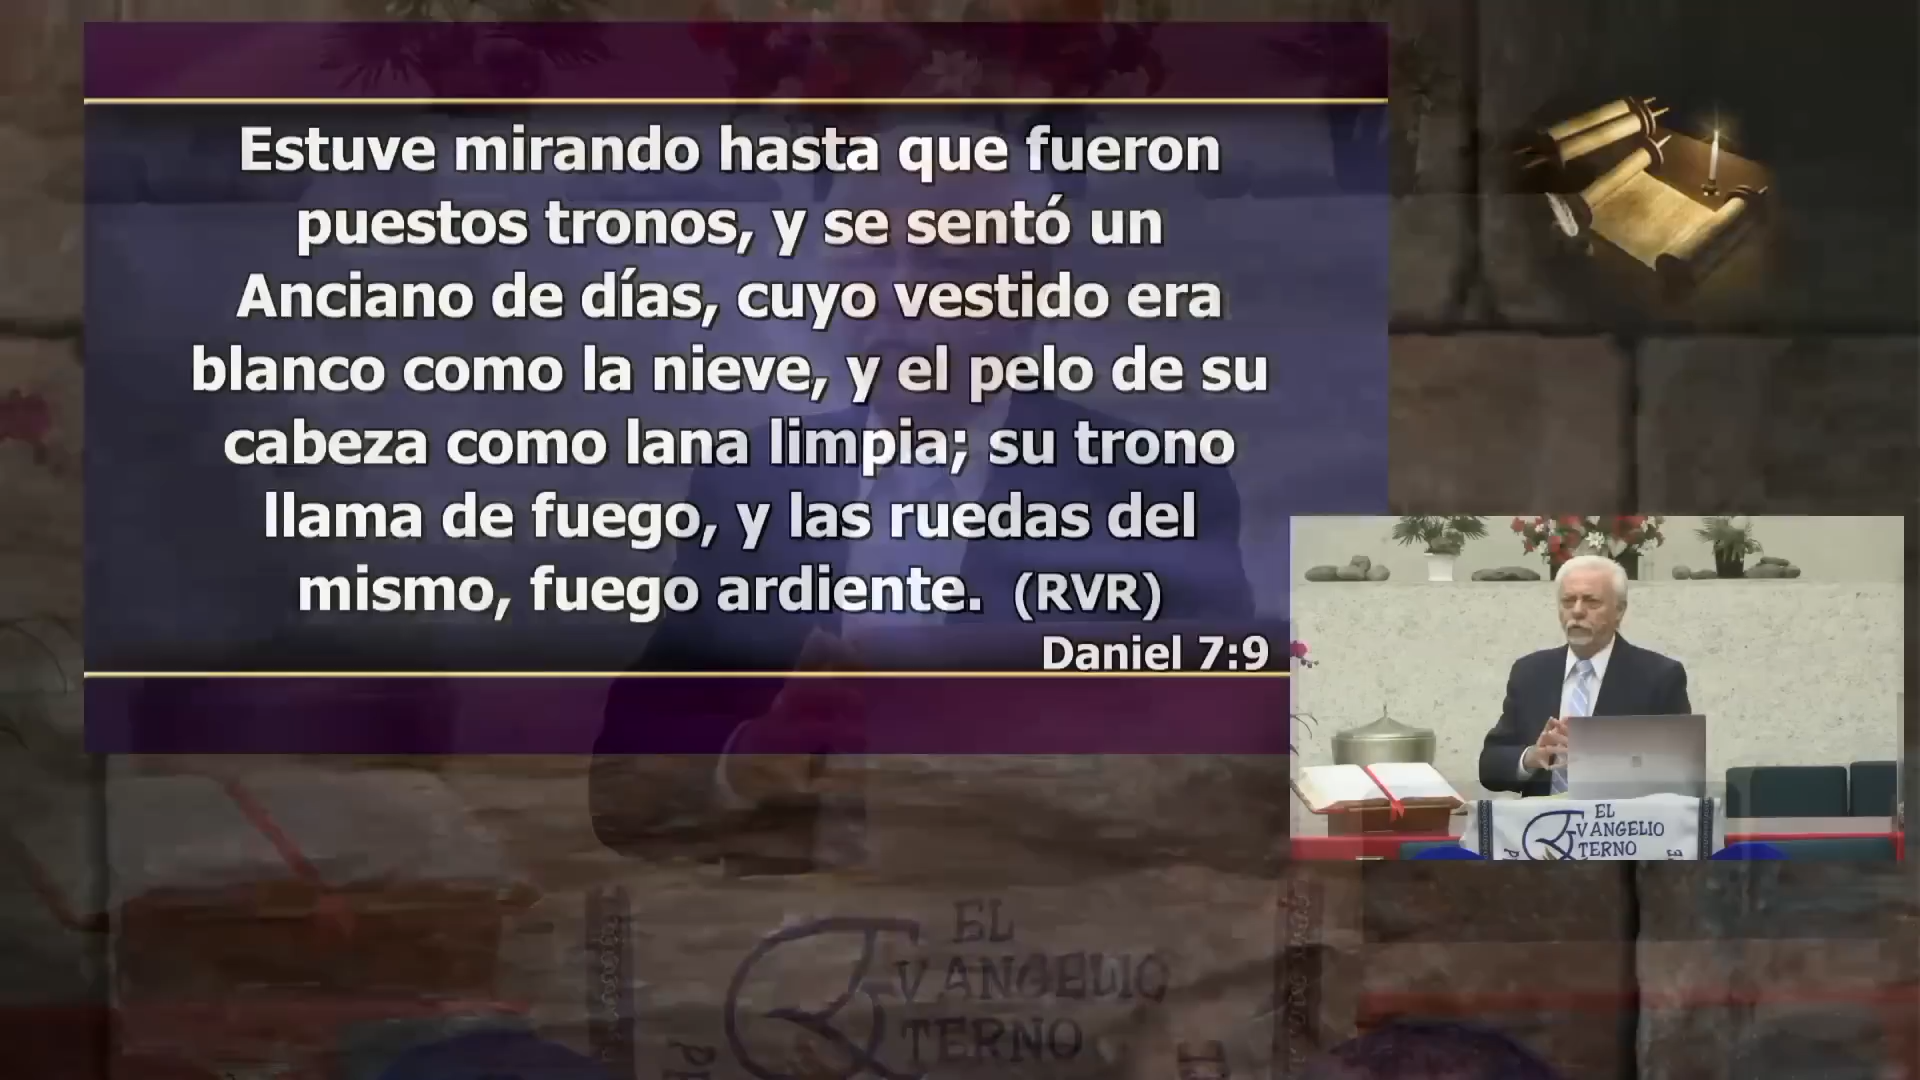 Estuve mirando hasta que fueron
puestos tronos, y se sentó un
Anciano de días, cuyo vestido era
blanco como la nieve, y el pelo de su
cabeza como lana limpia; su trono
llama de fuego, y las ruedas del
mismo, fuego ardiente. (RVR)
Daniel 7:9
EL
VANGELIO
TERNO
EL
VANGELIO
TERNO